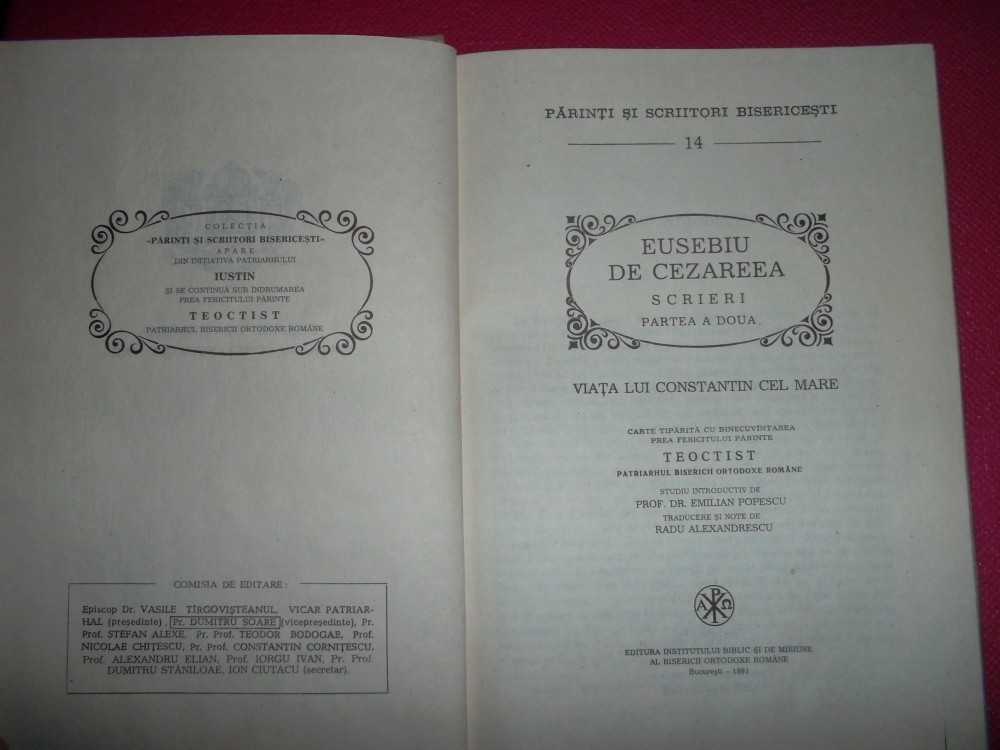 COLECȚIA
«PĂRINȚI ȘI SCRIITORI BISERICEȘTI»
APARE
DIN INIȚIATIVA PATRIARHULUI
IUSTIN
ȘI SE CONTINUĂ SUB ÎNDRUMAREA
PREA FERICITULUI PĂRINTE
TEOCTIST
PATRIARHUL BISERICII ORTODOXE ROMÂNE
COMISIA DE EDITARE:
Episcop Dr. VASILE TÎRGOVIȘTEANUL, VICAR PATRIAR-
HAL (președinte), Pr. DUMITRU SOARE (vicepreședinte), Pr.
Prof. ȘTEFAN ALEXE, Pr. Prof. TEODOR BODOGAE, Prof.
NICOLAE CHIȚESCU, Pr. Prof. CONSTANTIN CORNIȚESCU,
Prof. ALEXANDRU ELIAN, Prof. IORGU IVAN, Pr. Prof.
DUMITRU STĂNILOAE, ION CIUTACU (secretar).
PĂRINȚI ȘI SCRIITORI BISERICEȘTI
14
EUSEBIU
DE CEZAREEA
SCRIERI
PARTEA A DOUA
VIAȚA LUI CONSTANTIN CEL MARE
CARTE TIPĂRITĂ CU BINECUVÎNTAREA
PREA FERICITULUI PĂRINTE
TEOCTIST
PATRIARHUL BISERICII ORTODOXE ROMÂNE
STUDIU INTRODUCTIV DE
PROF. DR. EMILIAN POPESCU
TRADUCERE ȘI NOTE DE
RADU ALEXANDRESCU
A Ω
EDITURA INSTITUTULUI BIBLIC ȘI DE MISIUNE
AL BISERICII ORTODOXE ROMÂNE
București – 1991